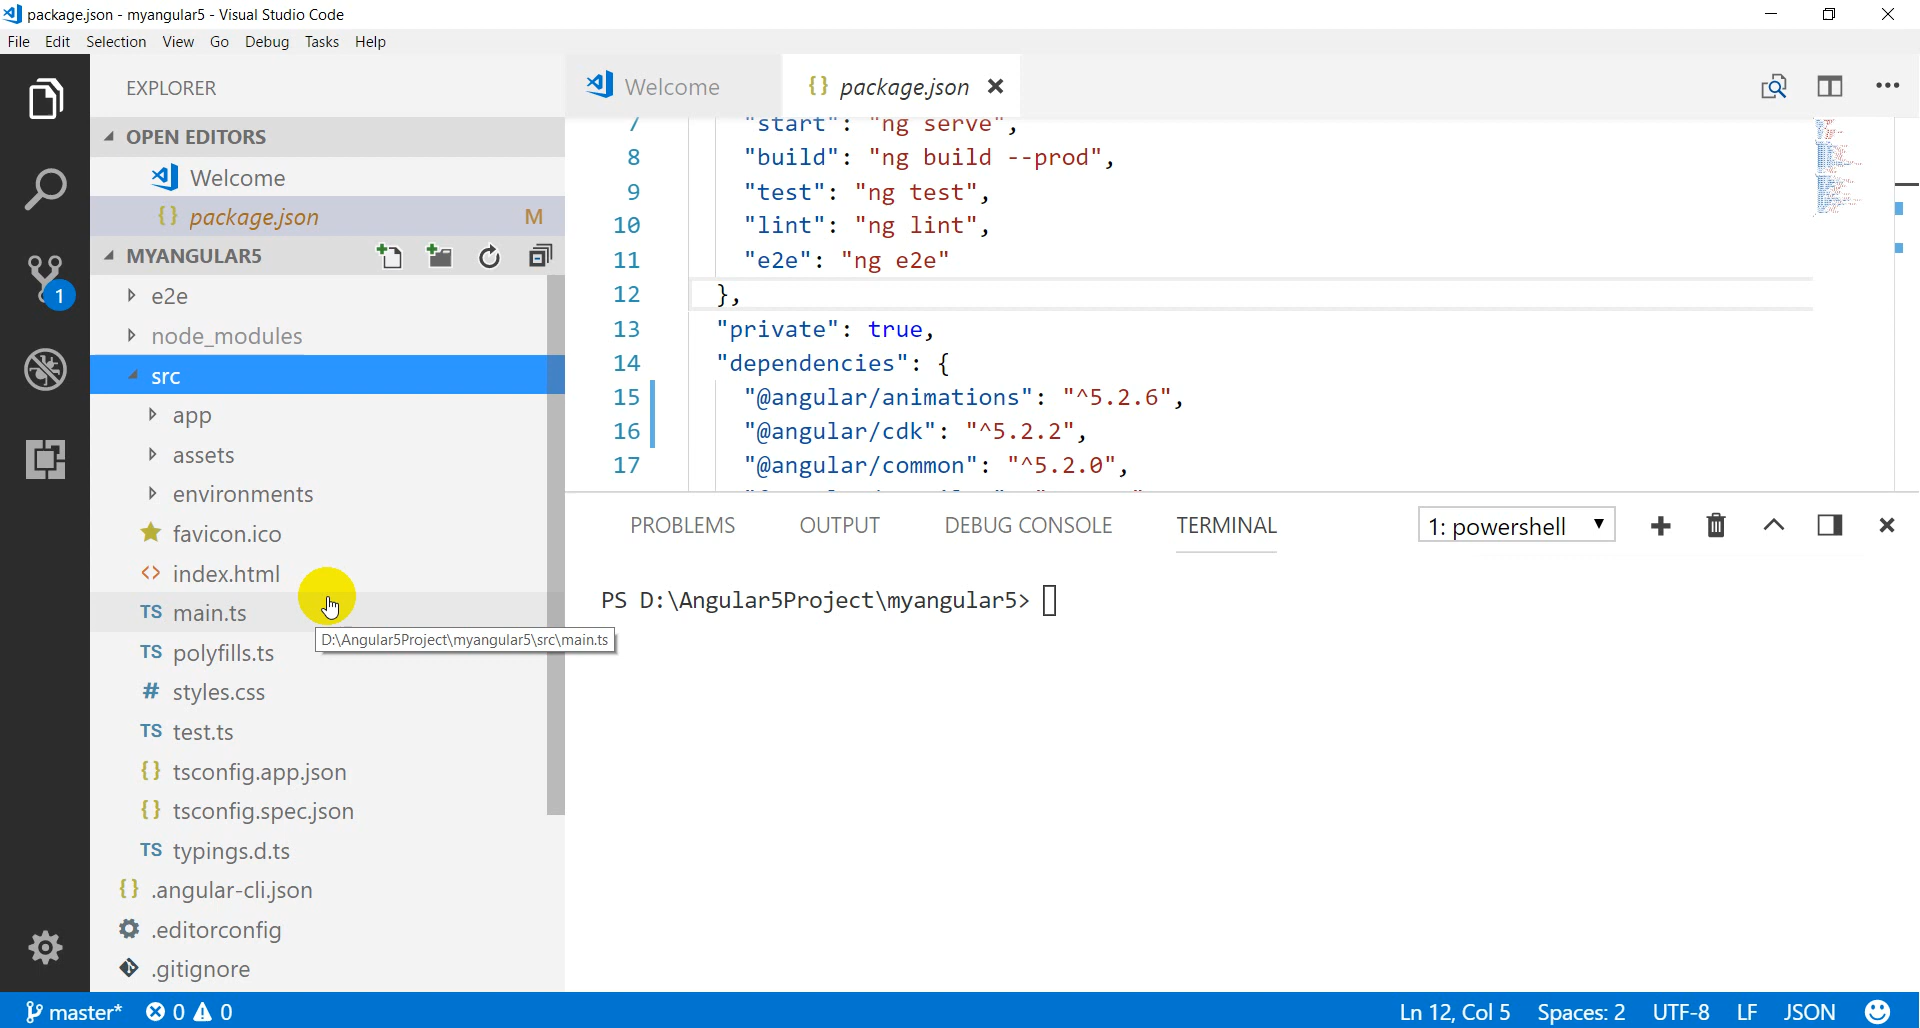 package.json - myangular5 - Visual Studio Code
File Edit Selection View Go Debug Tasks Help
EXPLORER
OPEN EDITORS
Welcome
{} package.json M
MYANGULAR5
1
e2e
node_modules
src
app
assets
environments
favicon.ico
<> index.html
TS main.ts
D:\Angular5Project\myangular5\src\main.ts
TS polyfills.ts
# styles.css
TS test.ts
{} tsconfig.app.json
{} tsconfig.spec.json
TS typings.d.ts
{} .angular-cli.json
.editorconfig
.gitignore
Welcome {} package.json
7 "start": "ng serve",
8 "build": "ng build --prod",
9 "test": "ng test",
10 "lint": "ng lint",
11 "e2e": "ng e2e"
12 },
13 "private": true,
14 "dependencies": {
15 "@angular/animations": "^5.2.6",
16 "@angular/cdk": "^5.2.2",
17 "@angular/common": "^5.2.0",
PROBLEMS OUTPUT DEBUG CONSOLE TERMINAL 1: powershell
PS D:\Angular5Project\myangular5>
master* 0 0 Ln 12, Col 5 Spaces: 2 UTF-8 LF JSON